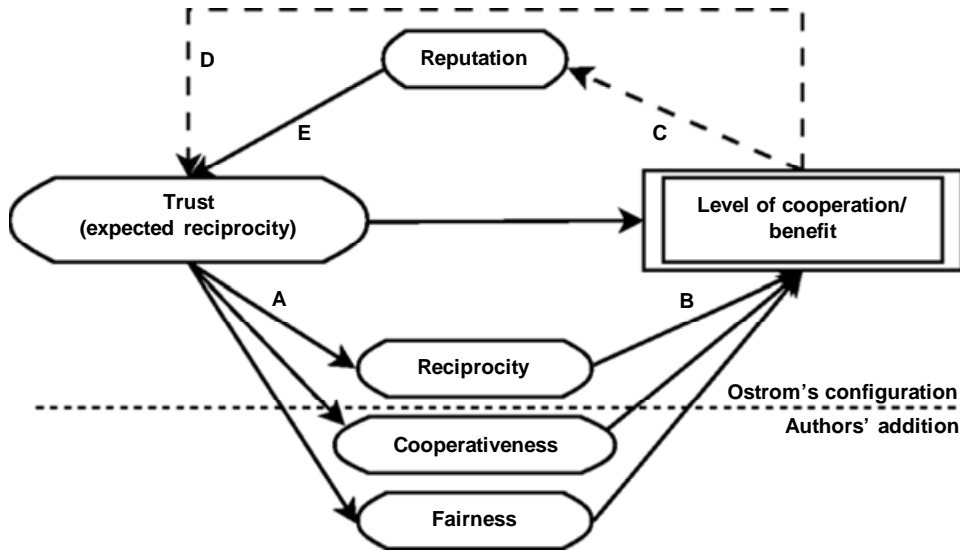 D
Reputation
E
C
Trust
(expected reciprocity)
Level of cooperation/
benefit
A
B
Reciprocity
Ostrom's configuration
Cooperativeness
Authors' addition
Fairness